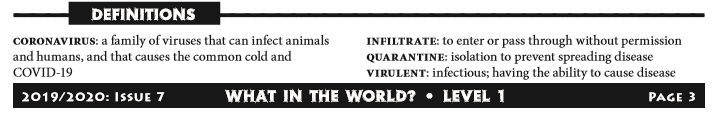 DEFINITIONS
CORONAVIRUS: a family of viruses that can infect animals
and humans, and that causes the common cold and
COVID-19
INFILTRATE: to enter or pass through without permission
QUARANTINE: isolation to prevent spreading disease
VIRULENT: infectious; having the ability to cause disease
2019/2020: ISSUE 7 WHAT IN THE WORLD? • LEVEL 1 PAGE 3